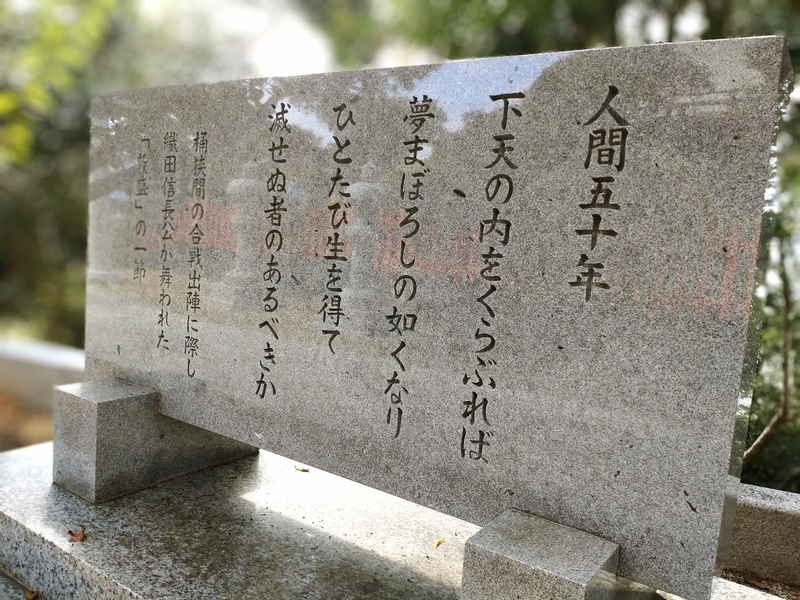 人間五十年
下天の内をくらぶれば
夢まぼろしの如くなり
ひとたび生を得て
滅せぬ者のあるべきか
桶狭間の合戦出陣に際し
織田信長公が舞われた
「敦盛」の一節